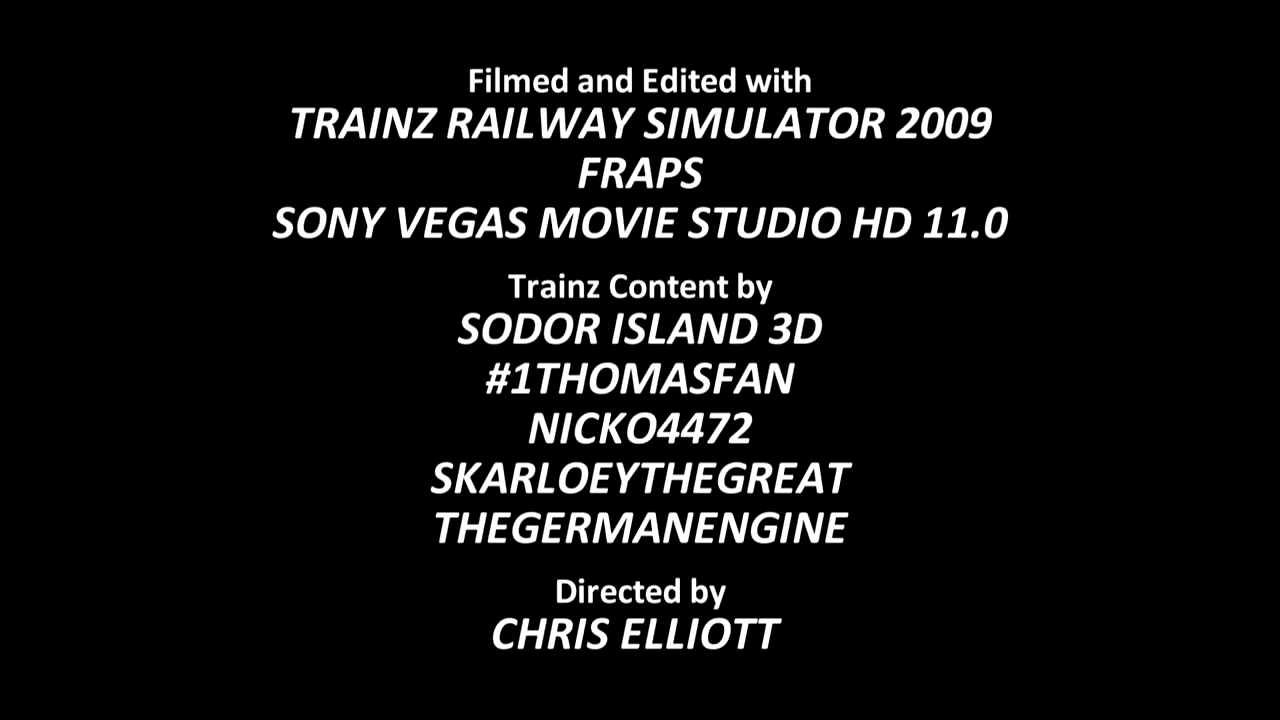 Filmed and Edited with
TRAINZ RAILWAY SIMULATOR 2009
FRAPS
SONY VEGAS MOVIE STUDIO HD 11.0
Trainz Content by
SODOR ISLAND 3D
#1THOMASFAN
NICKO4472
SKARLOEYTHEGREAT
THEGERMANENGINE
Directed by
CHRIS ELLIOTT